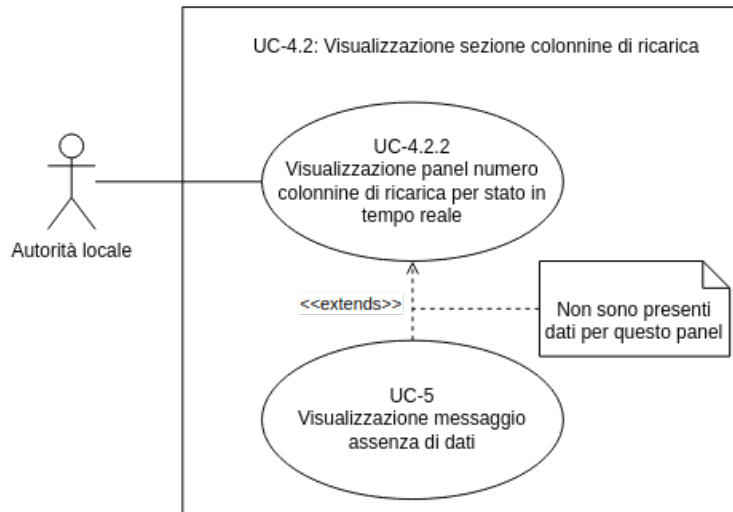 UC-4.2: Visualizzazione sezione colonnine di ricarica
UC-4.2.2
Visualizzazione panel numero
colonnine di ricarica per stato in
tempo reale
Autorità locale
<<extends>>
Non sono presenti
dati per questo panel
UC-5
Visualizzazione messaggio
assenza di dati